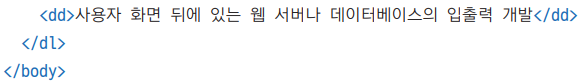 <dd>사용자 화면 뒤에 있는 웹 서버나 데이터베이스의 입출력 개발</dd>
</dl>
</body>